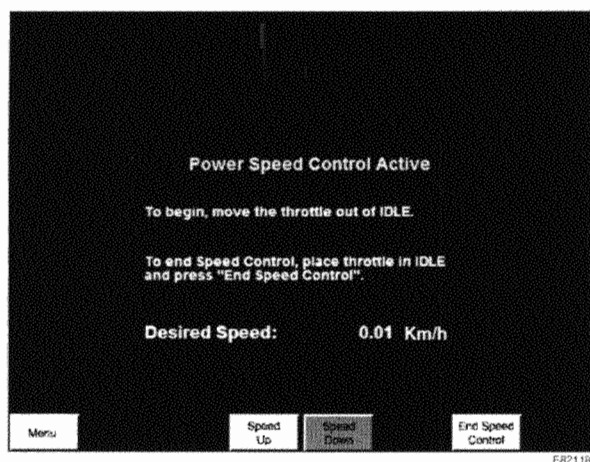 Power Speed Control Active
To begin, move the throttle out of IDLE.
To end Speed Control, place throttle in IDLE
and press "End Speed Control".
Desired Speed: 0.01 Km/h
Menu
Speed
Up
Speed
Down
End Speed
Control
E82118